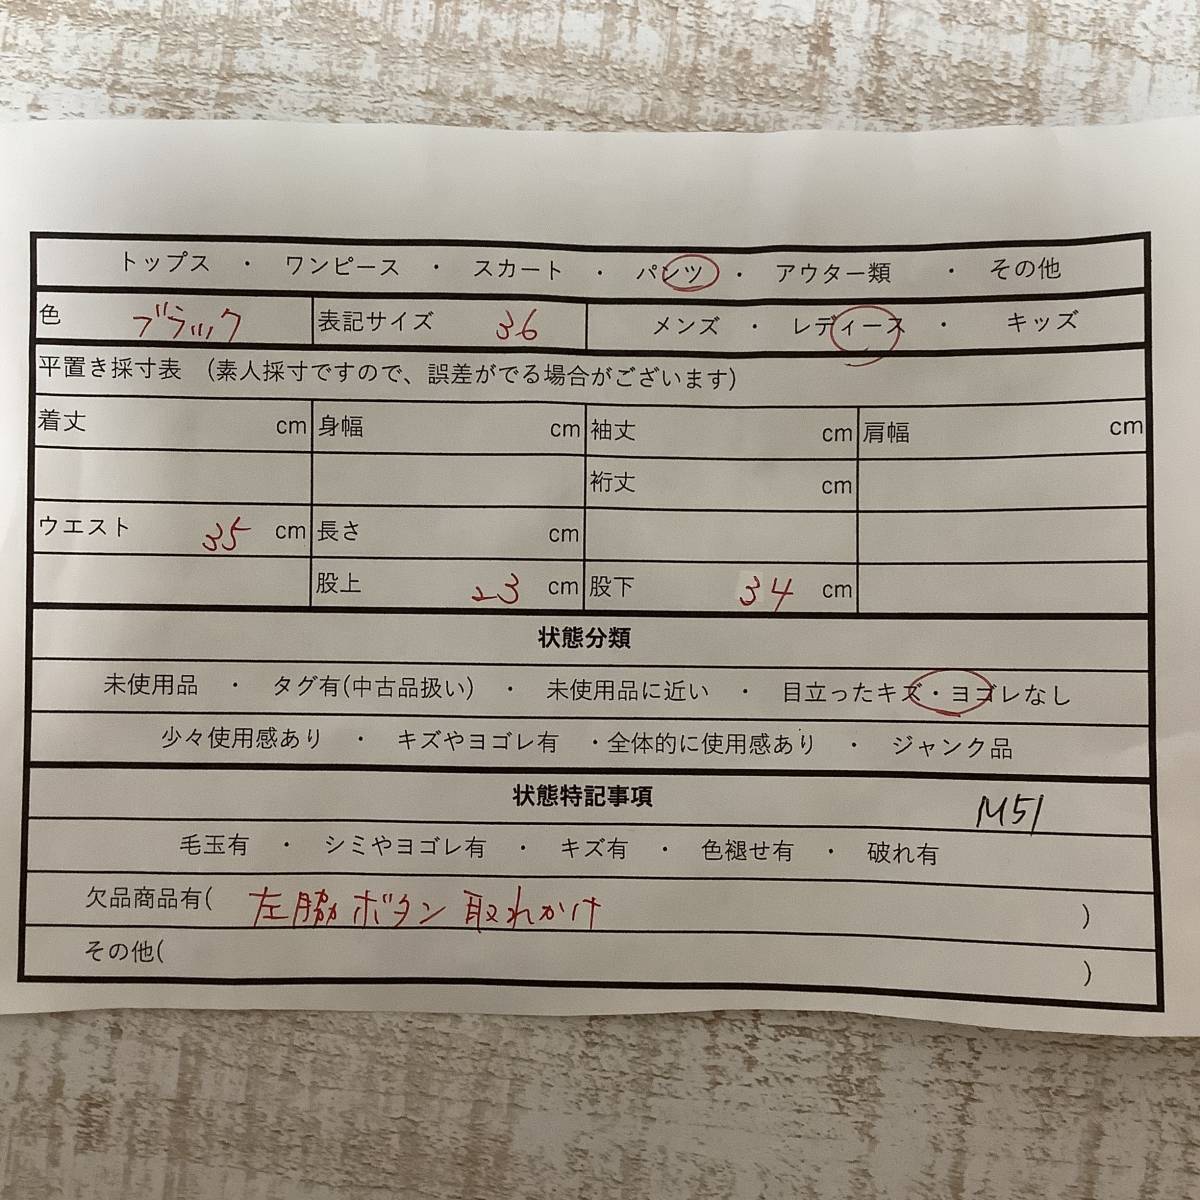 トップス ・ ワンピース ・ スカート ・ パンツ ・ アウター類 ・ その他
色 ブラック 表記サイズ 36 メンズ ・ レディース ・ キッズ
平置き採寸表 (素人採寸ですので、誤差がでる場合がございます)
着丈 cm 身幅 cm 袖丈 cm 肩幅 cm
裄丈 cm
ウエスト 35 cm 長さ cm
股上 23 cm 股下 34 cm
状態分類
未使用品 ・ タグ有(中古品扱い) ・ 未使用品に近い ・ 目立ったキズ・ヨゴレなし
少々使用感あり ・ キズやヨゴレ有 ・全体的に使用感あり ・ ジャンク品
状態特記事項 M51
毛玉有 ・ シミやヨゴレ有 ・ キズ有 ・ 色褪せ有 ・ 破れ有
欠品商品有( 左脇ボタン取れかけ )
その他( )